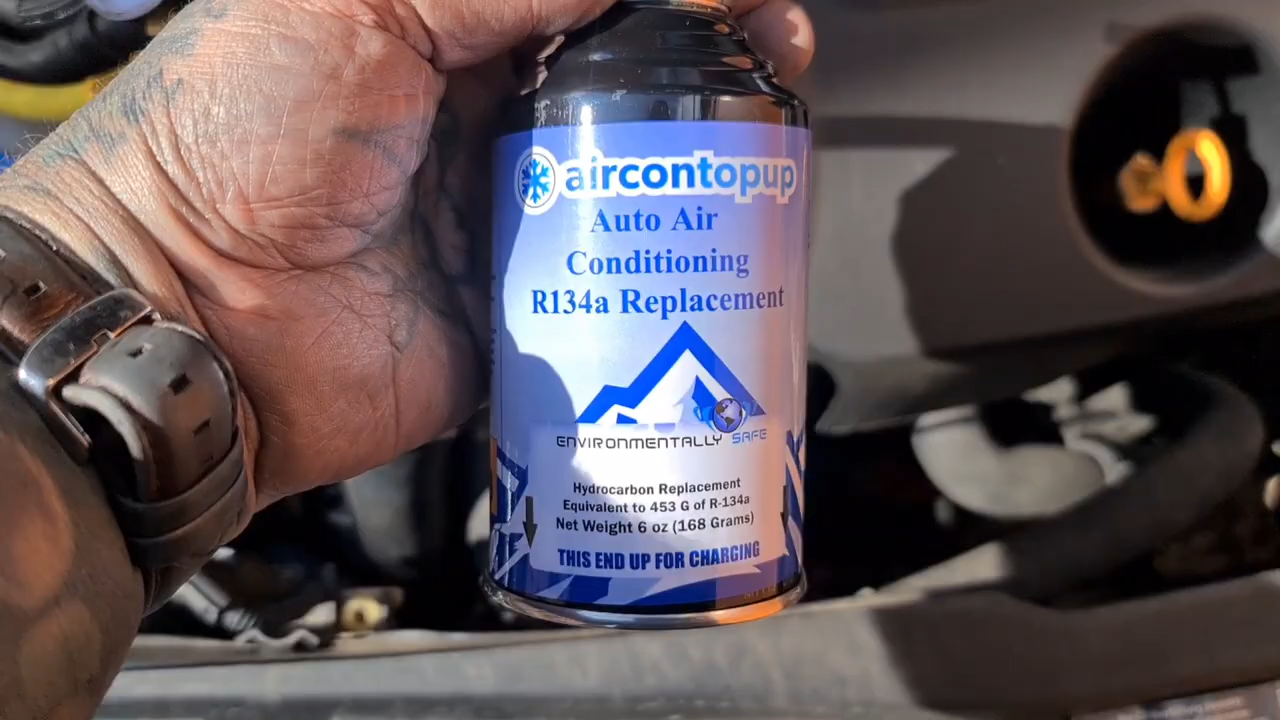 aircontopup
Auto Air
Conditioning
R134a Replacement
ENVIRONMENTALLY SAFE
Hydrocarbon Replacement
Equivalent to 453 G of R-134a
Net Weight 6 oz (168 Grams)
THIS END UP FOR CHARGING